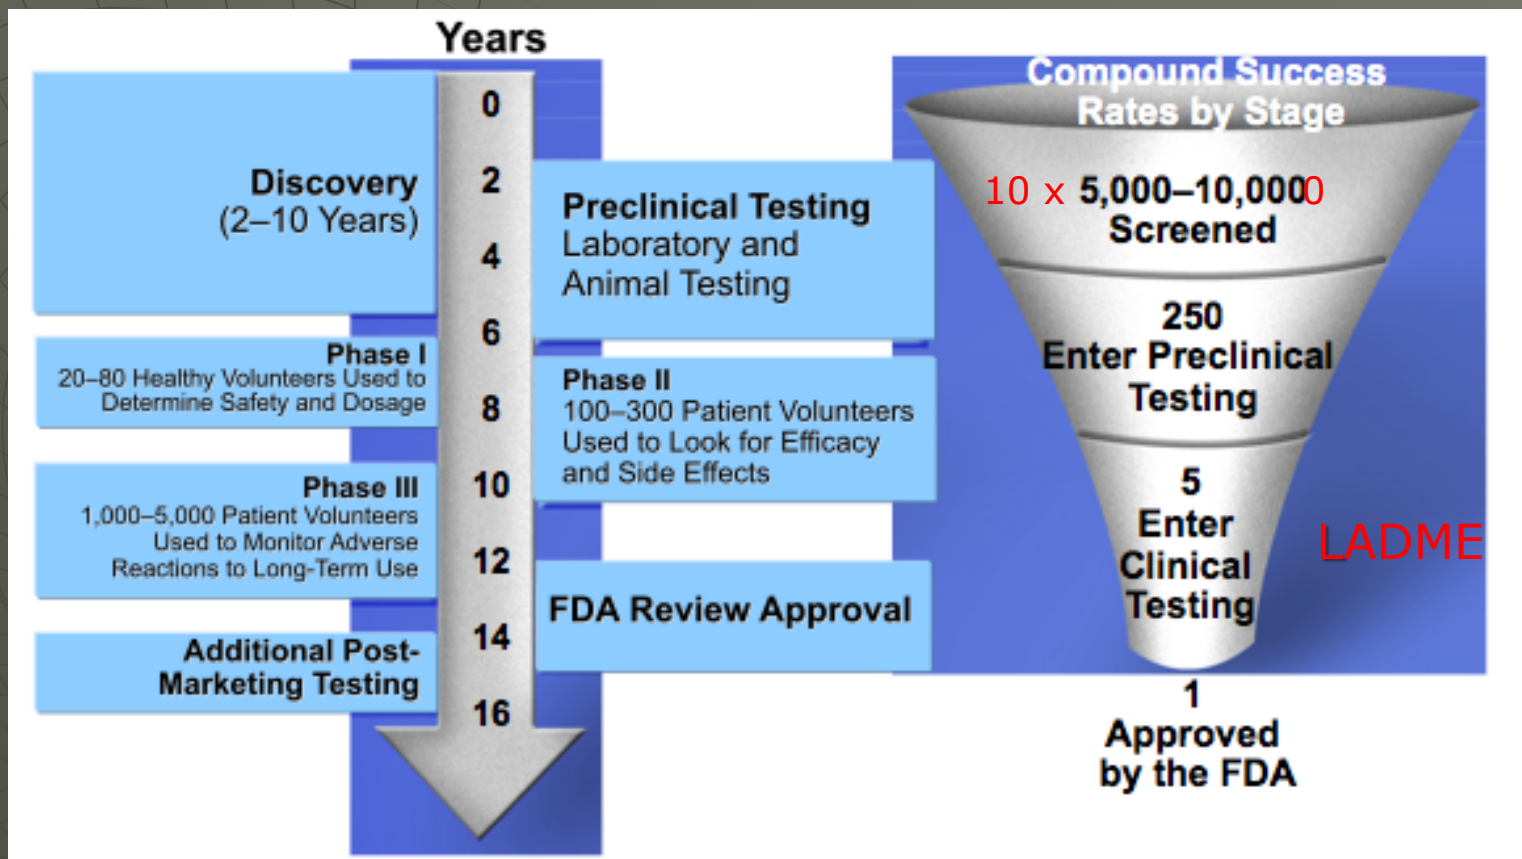 Years
0
2
4
6
8
10
12
14
16
Discovery
(2–10 Years)
Preclinical Testing
Laboratory and
Animal Testing
Phase I
20–80 Healthy Volunteers Used to
Determine Safety and Dosage
Phase II
100–300 Patient Volunteers
Used to Look for Efficacy
and Side Effects
Phase III
1,000–5,000 Patient Volunteers
Used to Monitor Adverse
Reactions to Long-Term Use
FDA Review Approval
Additional Post-
Marketing Testing
Compound Success
Rates by Stage
10 x 5,000–10,0000
Screened
250
Enter Preclinical
Testing
5
Enter
Clinical
Testing
LADME
1
Approved
by the FDA